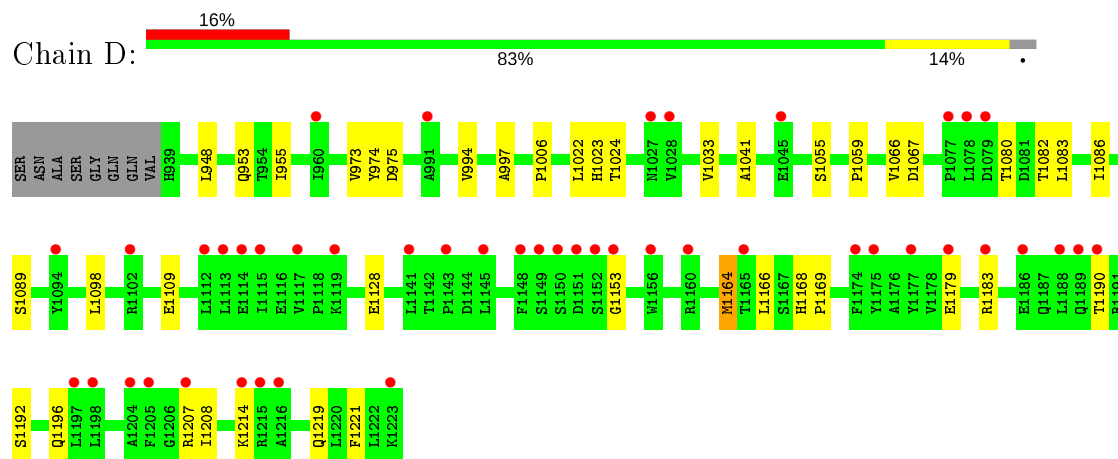 16%
Chain D:
83% 14% •
SER ASN ALA SER GLY GLN GLN VAL H939 L948 Q953 T954 I955 I960 V973 Y974 D975 A991 V994 A997 P1006 L1022 H1023 T1024 N1027 V1028 V1033 A1041 E1045 S1055 P1059 V1066 D1067 P1077 L1078 D1079 T1080 D1081 T1082 L1083 I1086
S1089 Y1094 L1098 R1102 E1109 L1112 L1113 E1114 I1115 E1116 V1117 P1118 K1119 E1128 L1141 T1142 P1143 D1144 L1145 F1148 S1149 S1150 D1151 S1152 G1153 W1156 R1160 M1164 T1165 L1166 S1167 H1168 P1169 F1174 Y1175 A1176 Y1177 V1178 E1179 R1183 E1186 Q1187 L1188 Q1189 T1190
S1192 Q1196 L1197 L1198 A1204 F1205 G1206 R1207 I1208 K1214 R1215 A1216 Q1219 L1220 F1221 L1222 K1223